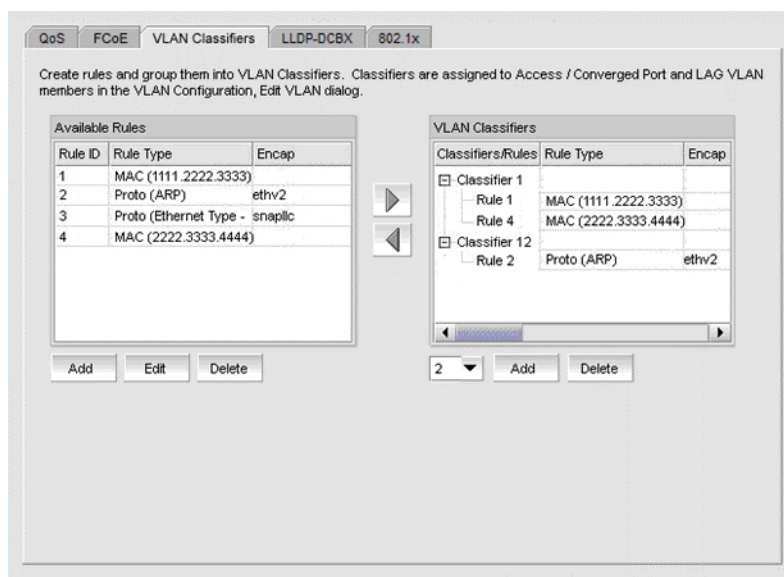 QoS FCoE VLAN Classifiers LLDP-DCBX 802.1x
Create rules and group them into VLAN Classifiers. Classifiers are assigned to Access / Converged Port and LAG VLAN
members in the VLAN Configuration, Edit VLAN dialog.
Available Rules
Rule ID Rule Type Encap
1 MAC (1111.2222.3333)
2 Proto (ARP) ethv2
3 Proto (Ethernet Type - snapllc
4 MAC (2222.3333.4444)
Add Edit Delete
VLAN Classifiers
Classifiers/Rules Rule Type Encap
Classifier 1
Rule 1 MAC (1111.2222.3333)
Rule 4 MAC (2222.3333.4444)
Classifier 12
Rule 2 Proto (ARP) ethv2
2 Add Delete